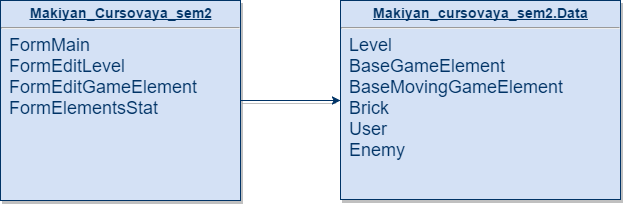 Makiyan_Cursovaya_sem2
FormMain
FormEditLevel
FormEditGameElement
FormElementsStat
Makiyan_cursovaya_sem2.Data
Level
BaseGameElement
BaseMovingGameElement
Brick
User
Enemy